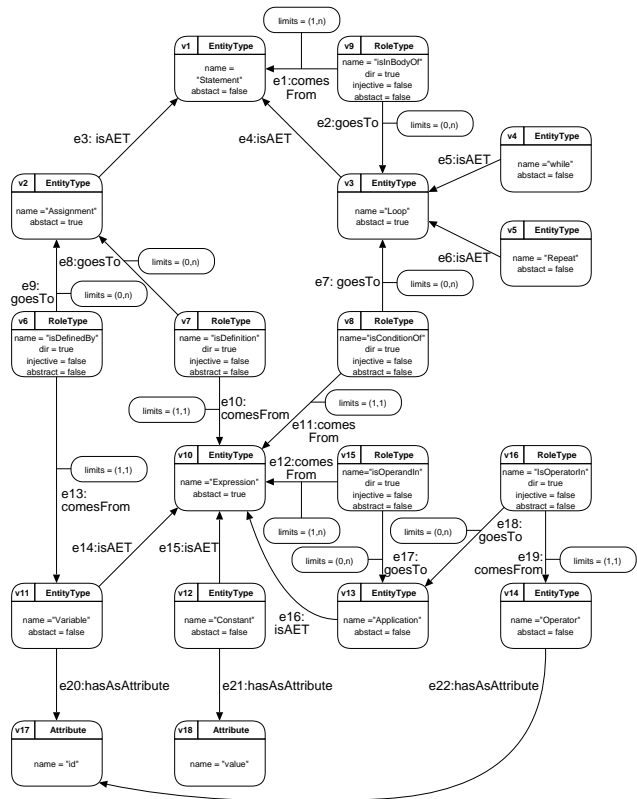 limits = (1,n)
v1 EntityType
name =
"Statement"
abstact = false
v9 RoleType
name = "isInBodyOf"
dir = true
injective = false
abstact = false
e1:comes
From
e2:goesTo
limits = (0,n)
e3: isAET
e4:isAET
v4 EntityType
name ="while"
abstact = false
e5:isAET
v2 EntityType
name ="Assignment"
abstact = true
v3 EntityType
name ="Loop"
abstact = true
v5 EntityType
name = "Repeat"
abstact = false
e6:isAET
e8:goesTo
limits = (0,n)
e9:
goesTo
limits = (0,n)
e7: goesTo
limits = (0,n)
v6 RoleType
name = "isDefinedBy"
dir = true
injective = false
abstract = false
v7 RoleType
name = "isDefinition"
dir = true
injective = false
abstract = false
v8 RoleType
name="isConditionOf"
dir = true
injective = false
abstract = false
limits = (1,1)
e10:
comesFrom
limits = (1,1)
e11:comes
From
v10 EntityType
name ="Expression"
abstact = true
e12:comes
From
v15 RoleType
name="isOperandIn"
dir = true
injective = false
abstract = false
v16 RoleType
name = "IsOperatorIn"
dir = true
injective = false
abstract = false
limits = (1,1)
e13:
comesFrom
limits = (1,n)
limits = (0,n)
e18:
goesTo
e14:isAET
e15:isAET
limits = (0,n)
e17:
goesTo
e19:
comesFrom
limits = (1,1)
v11 EntityType
name ="Variable"
abstact = false
v12 EntityType
name ="Constant"
abstact = false
e16:
isAET
v13 EntityType
name ="Application"
abstact = false
v14 EntityType
name ="Operator"
abstact = false
e20:hasAsAttribute
e21:hasAsAttribute
e22:hasAsAttribute
v17 Attribute
name = "id"
v18 Attribute
name ="value"